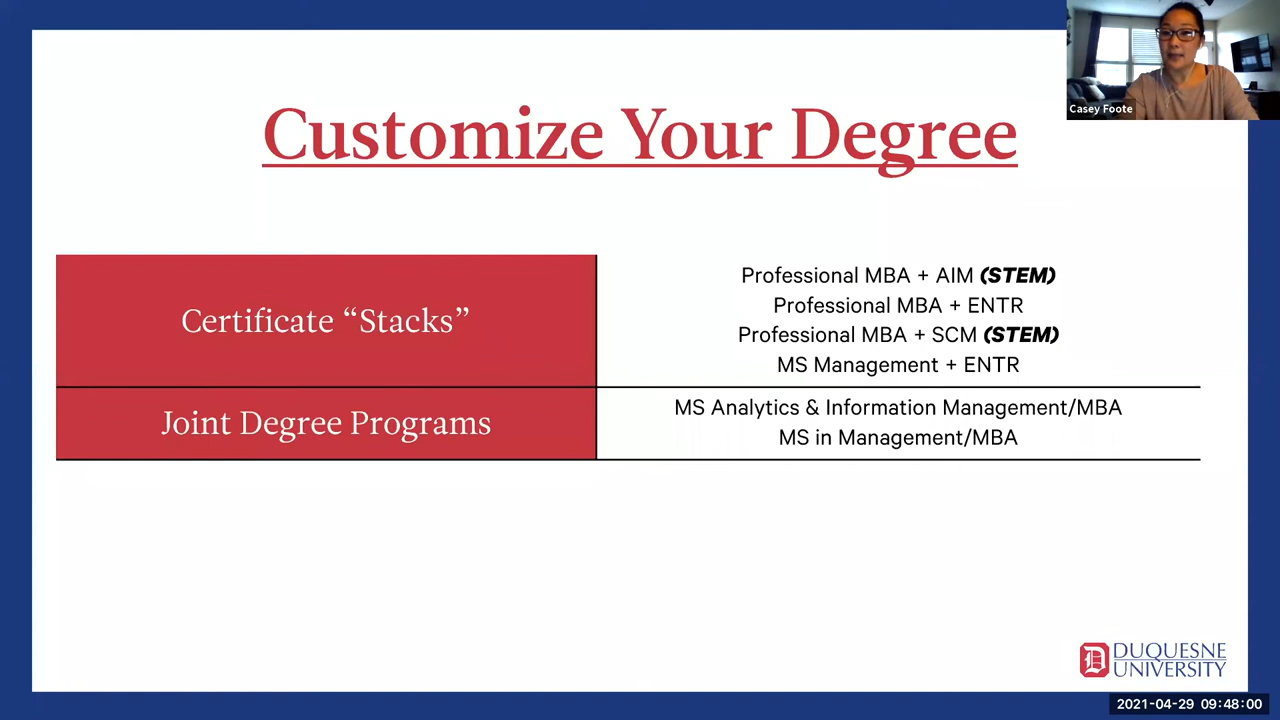 Casey Foote
Customize Your Degree
Certificate “Stacks”
Professional MBA + AIM (STEM)
Professional MBA + ENTR
Professional MBA + SCM (STEM)
MS Management + ENTR
Joint Degree Programs
MS Analytics & Information Management/MBA
MS in Management/MBA
D
DUQUESNE
UNIVERSITY
2021-04-29 09:48:00